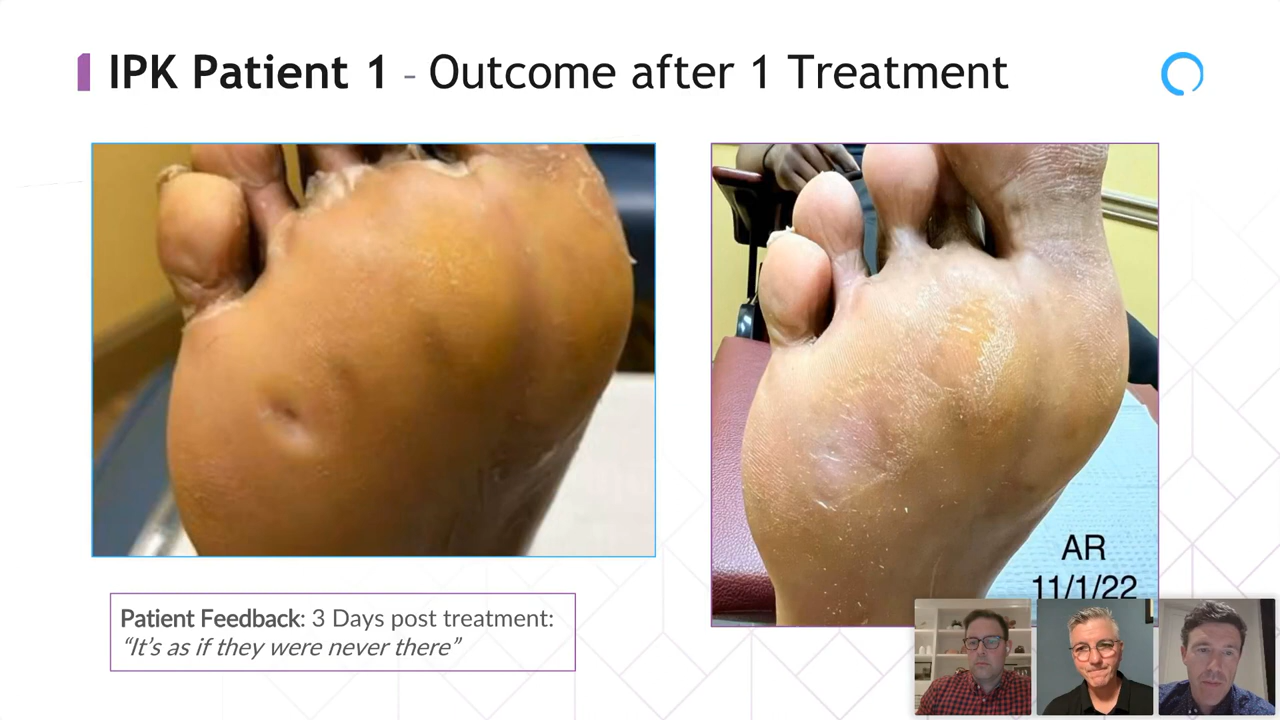 IPK Patient 1 - Outcome after 1 Treatment
AR
11/1/22
Patient Feedback: 3 Days post treatment:
“It’s as if they were never there”